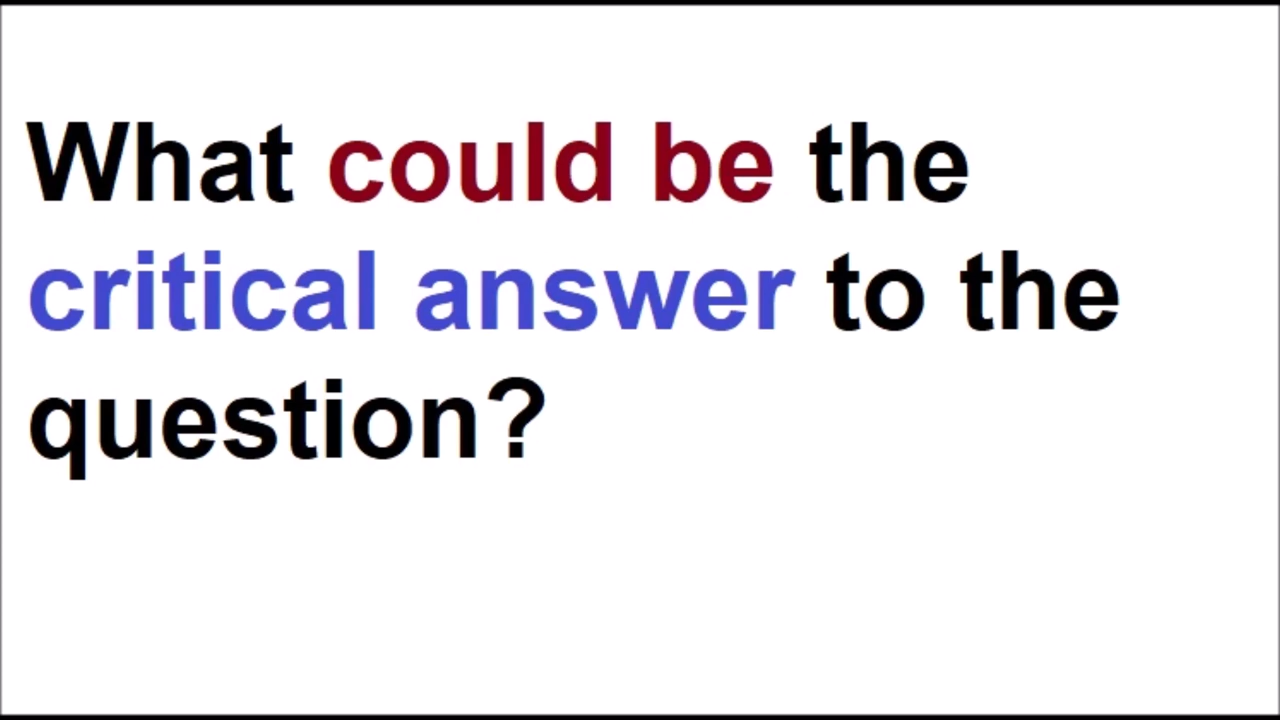 What could be the
critical answer to the
question?